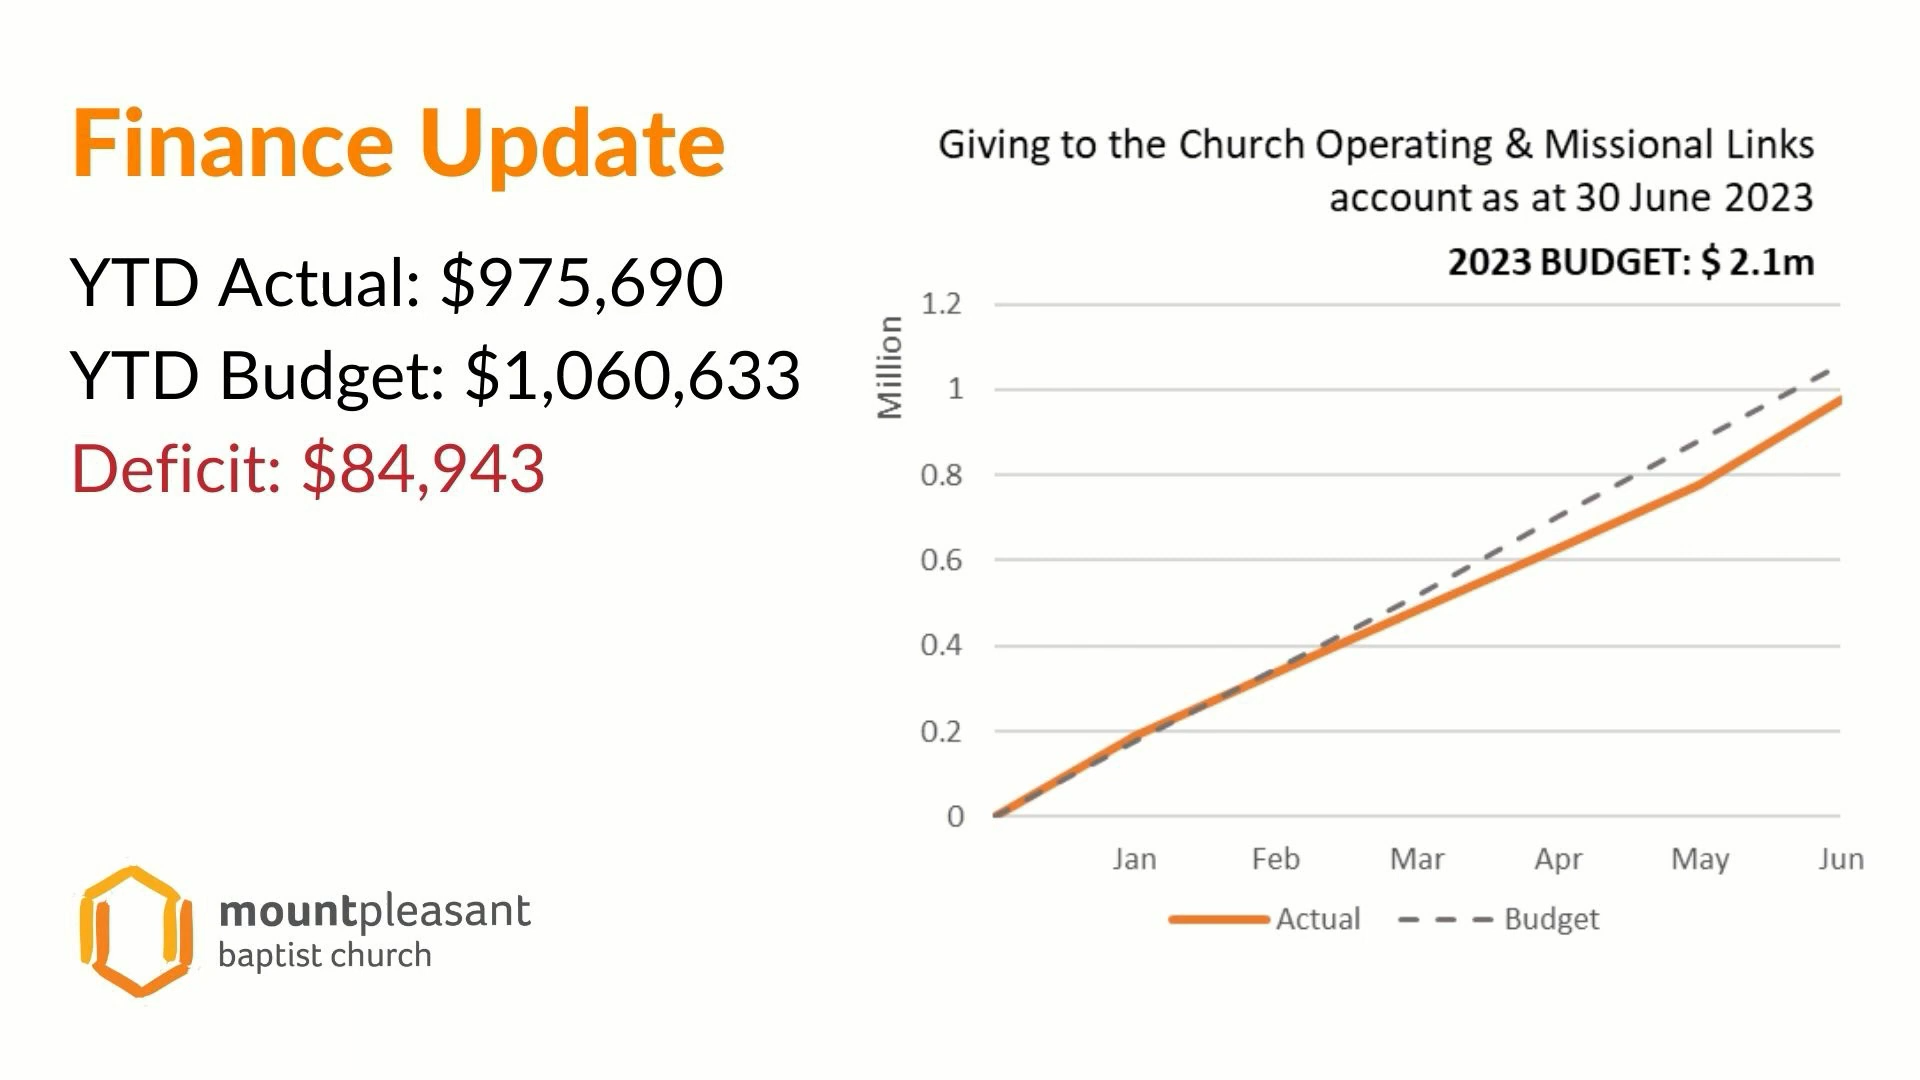 Finance Update
YTD Actual: $975,690
YTD Budget: $1,060,633
Deficit: $84,943
mountpleasant
baptist church
Giving to the Church Operating & Missional Links
account as at 30 June 2023
2023 BUDGET: $ 2.1m
Million
1.2
1
0.8
0.6
0.4
0.2
0
Jan Feb Mar Apr May Jun
Actual Budget